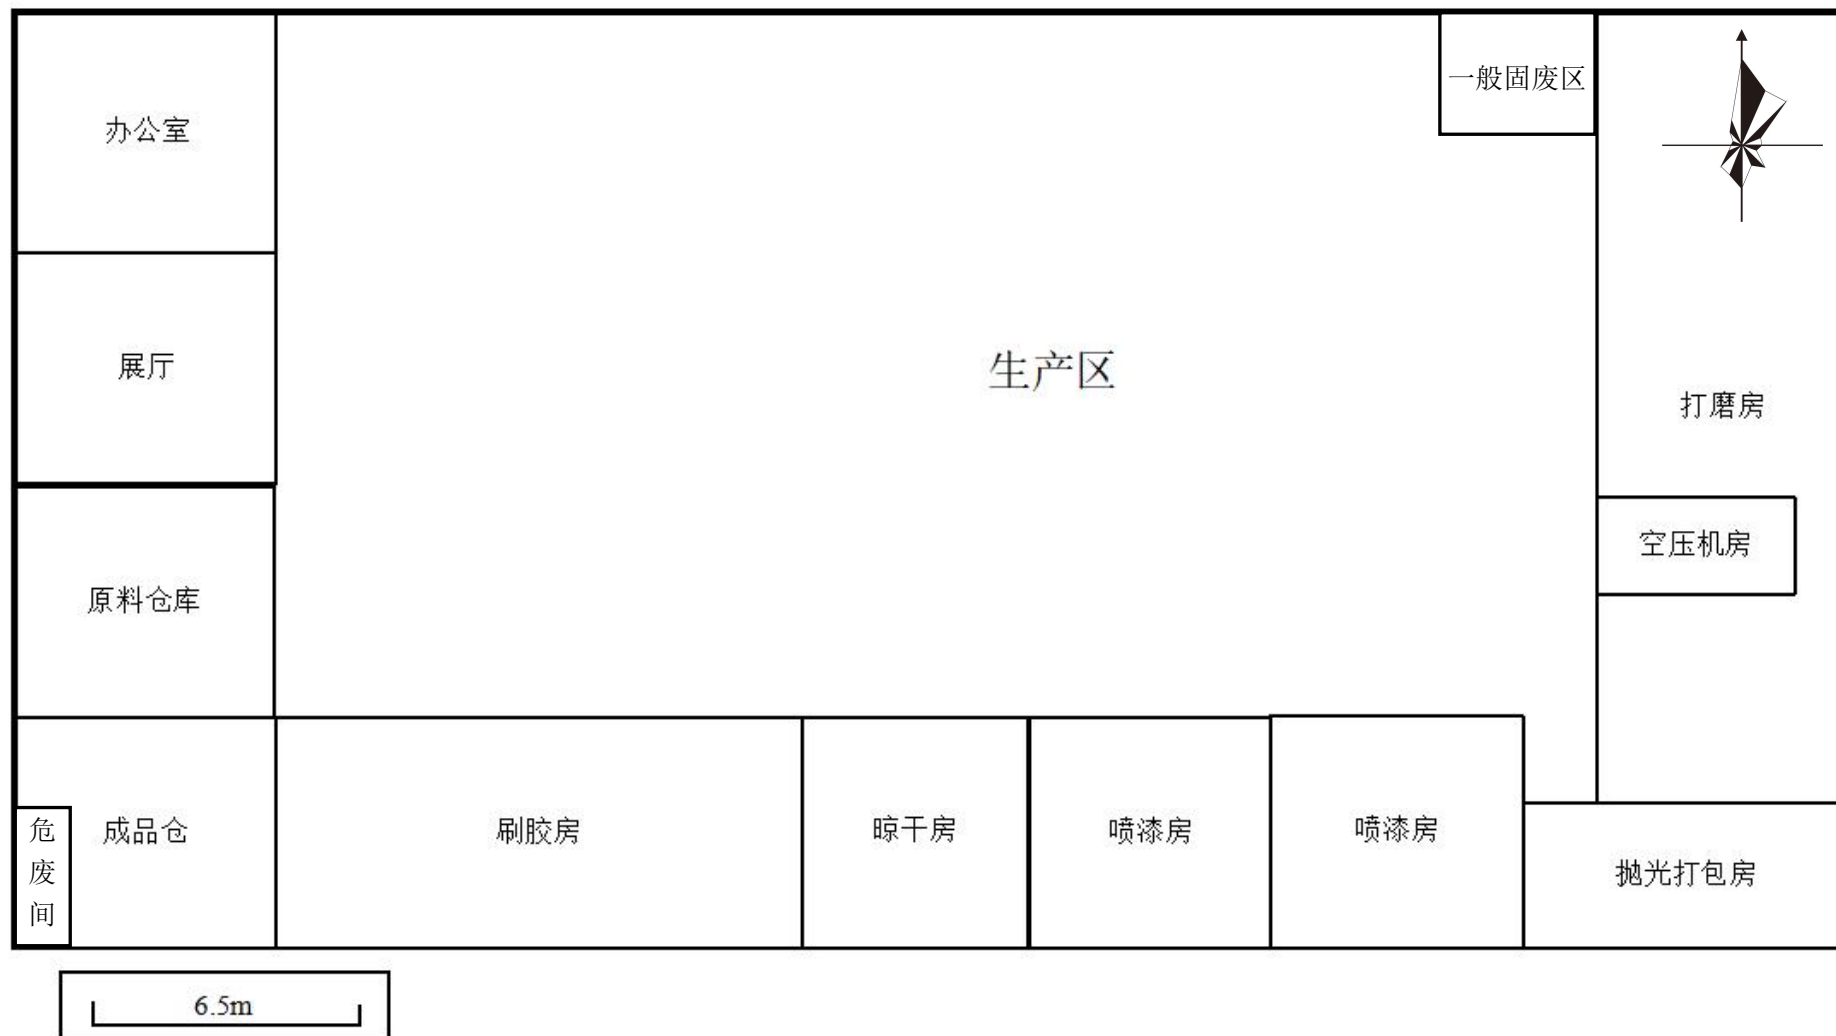 一般固废区
办公室
生产区
展厅
打磨房
空压机房
原料仓库
危
废
间
成品仓
刷胶房
晾干房
喷漆房
喷漆房
抛光打包房
6.5m